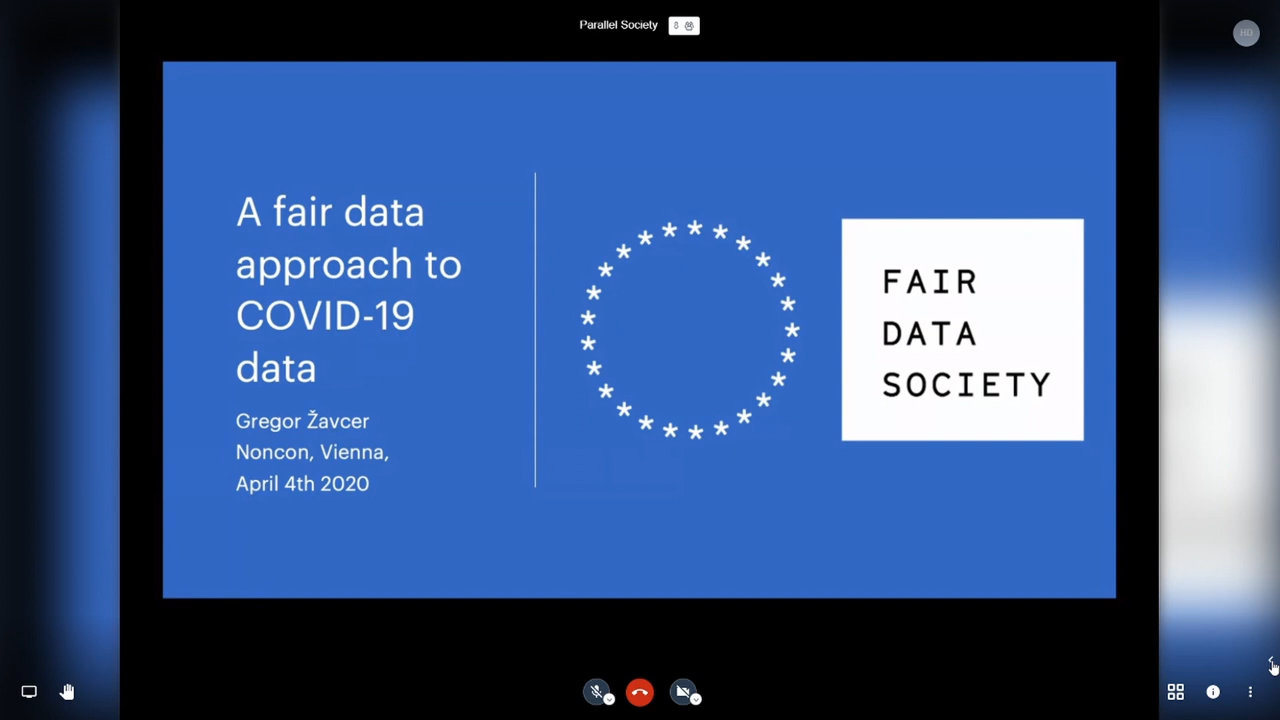 Parallel Society
HD
A fair data
approach to
COVID-19
data
Gregor Žavcer
Noncon, Vienna,
April 4th 2020
FAIR
DATA
SOCIETY